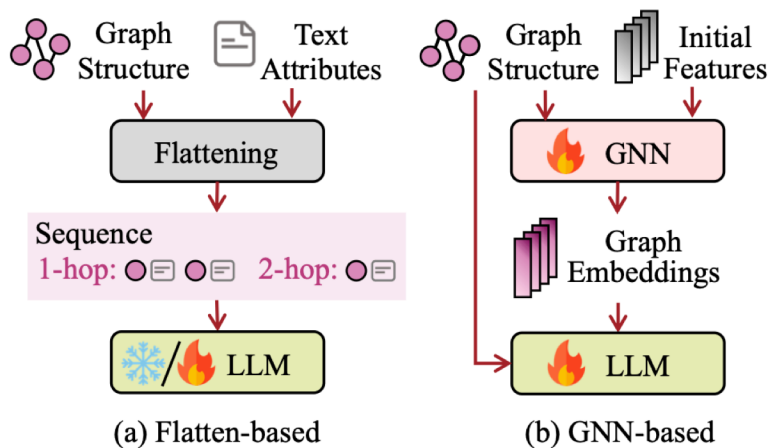 Graph
Structure
Text
Attributes
Flattening
Sequence
1-hop:
2-hop:
/ LLM
(a) Flatten-based
Graph
Structure
Initial
Features
GNN
Graph
Embeddings
LLM
(b) GNN-based